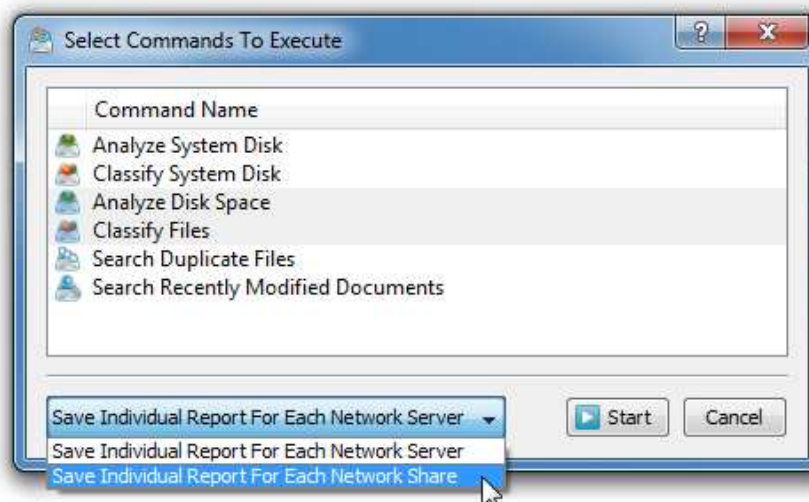 Select Commands To Execute
?
Command Name
Analyze System Disk
Classify System Disk
Analyze Disk Space
Classify Files
Search Duplicate Files
Search Recently Modified Documents
Save Individual Report For Each Network Server
Start
Cancel
Save Individual Report For Each Network Server
Save Individual Report For Each Network Share